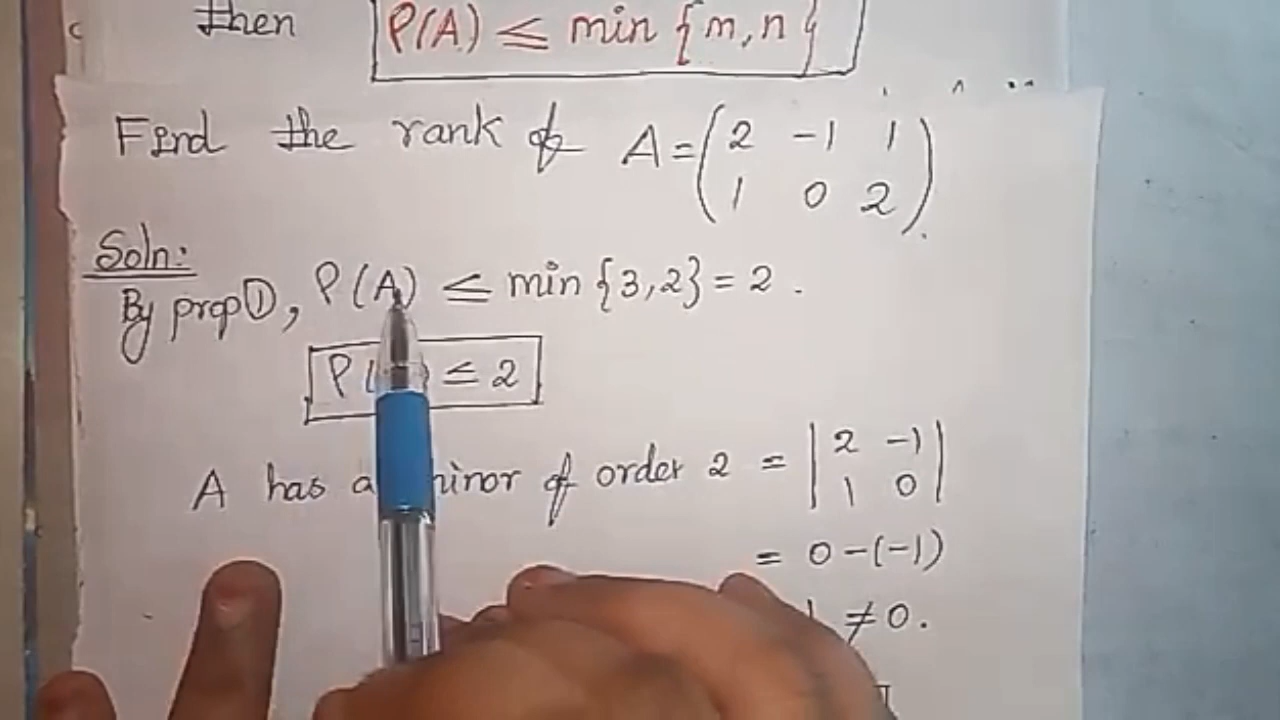 then P(A) ≤ min {m,n}
Find the rank of A = (2 -1 1
1 0 2).
Soln:
By prop①, P(A) ≤ min {3,2} = 2.
≤ 2
A has a minor of order 2 = |2 -1|
|1 0|
= 0-(-1)
≠ 0.